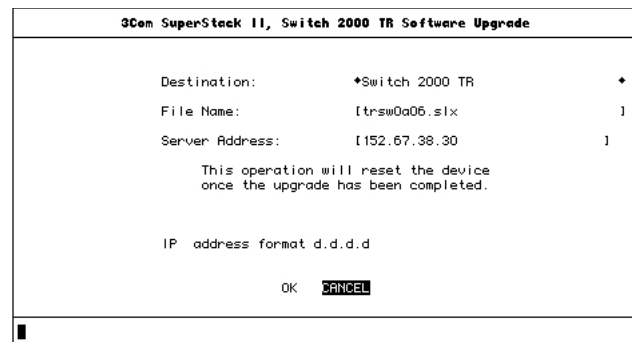 3Com SuperStack II, Switch 2000 TR Software Upgrade
Destination: ◆Switch 2000 TR ◆
File Name: [trsw0a06.slx ]
Server Address: [152.67.38.30 ]
This operation will reset the device
once the upgrade has been completed.
IP address format d.d.d.d
OK CANCEL